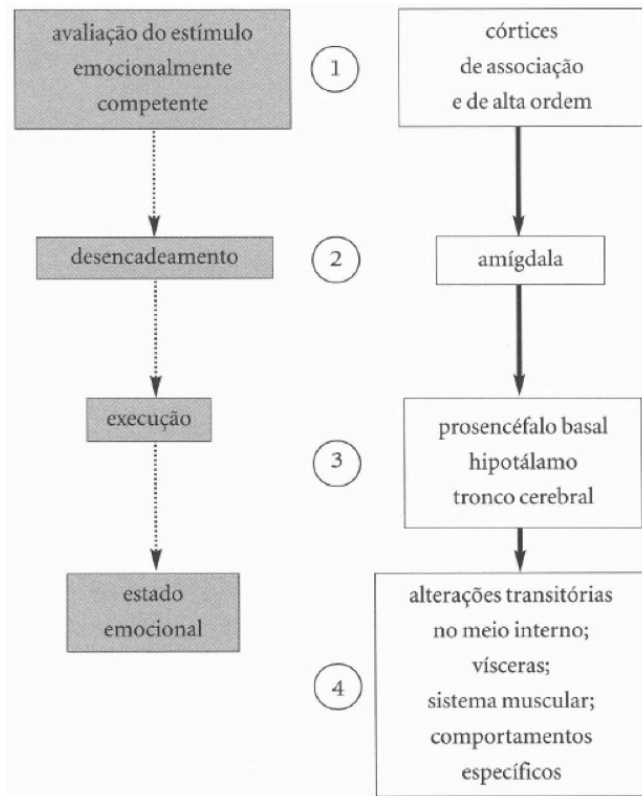 avaliação do estímulo
emocionalmente
competente
1
córtices
de associação
e de alta ordem
desencadeamento
2
amígdala
execução
3
prosencéfalo basal
hipotálamo
tronco cerebral
estado
emocional
4
alterações transitórias
no meio interno;
vísceras;
sistema muscular;
comportamentos
específicos